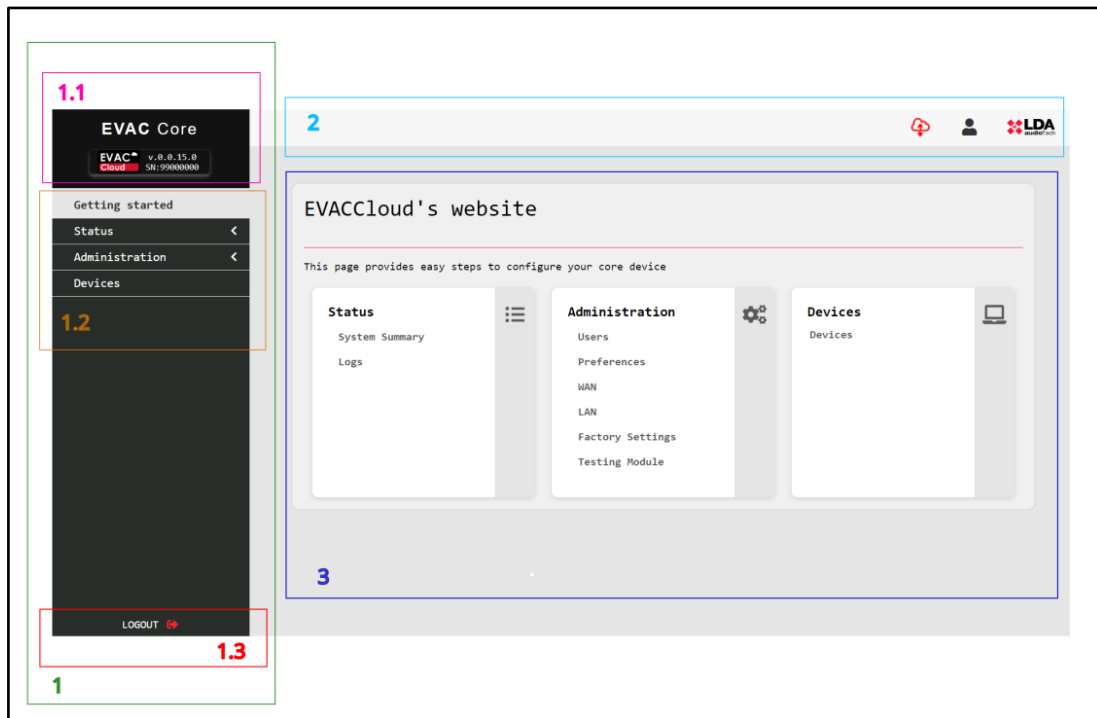 1.1
EVAC Core
EVAC
Cloud
v.0.0.15.0
SN:99000000
Getting started
Status
Administration
Devices
1.2
LOGOUT
1.3
1
2
LDA
audioTech
EVACCloud's website
This page provides easy steps to configure your core device
Status
System Summary
Logs
Administration
Users
Preferences
WAN
LAN
Factory Settings
Testing Module
Devices
Devices
3